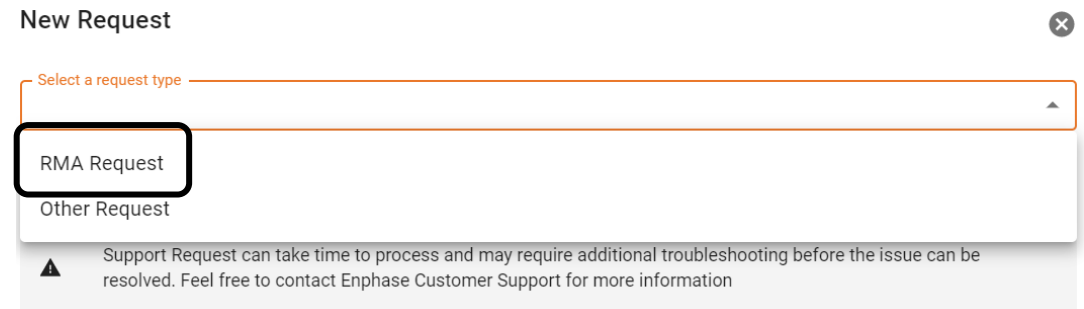 New Request
Select a request type
RMA Request
Other Request
Support Request can take time to process and may require additional troubleshooting before the issue can be
resolved. Feel free to contact Enphase Customer Support for more information